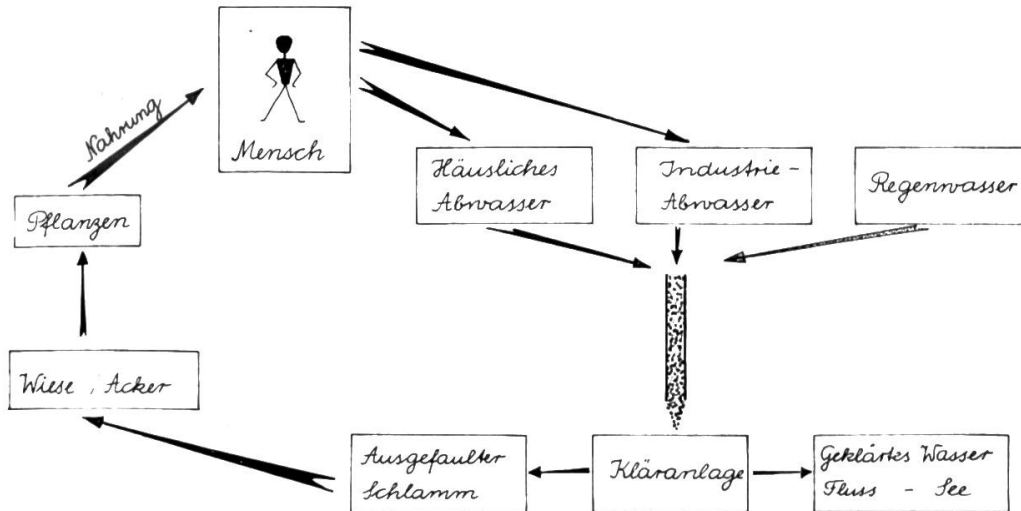 Nahrung
Mensch
Häusliches
Abwasser
Industrie-
Abwasser
Regenwasser
Pflanzen
Wiese, Acker
Ausgefaulter
Schlamm
Kläranlage
Geklärtes Wasser
Fluss - See